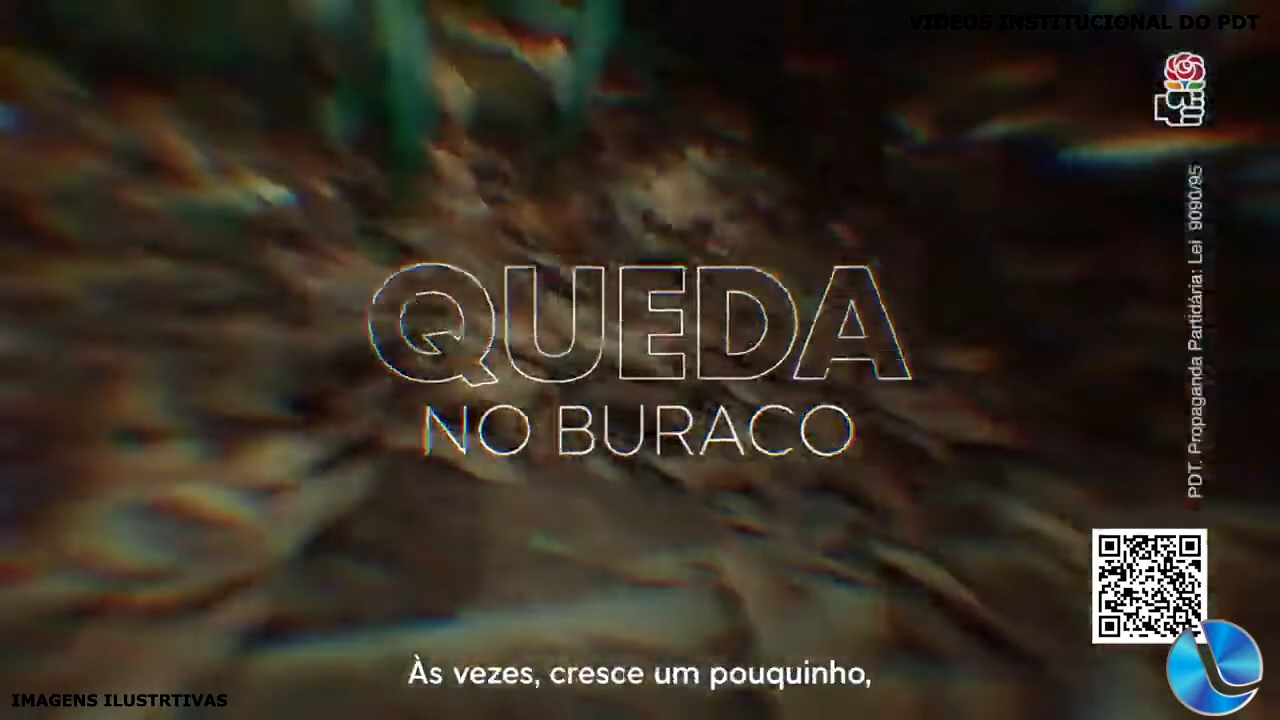 VIDEOS INSTITUCIONAL DO PDT
QUEDA
NO BURACO
PDT. Propaganda Partidária: Lei 9090/95
Às vezes, cresce um pouquinho,
IMAGENS ILUSTRTIVAS